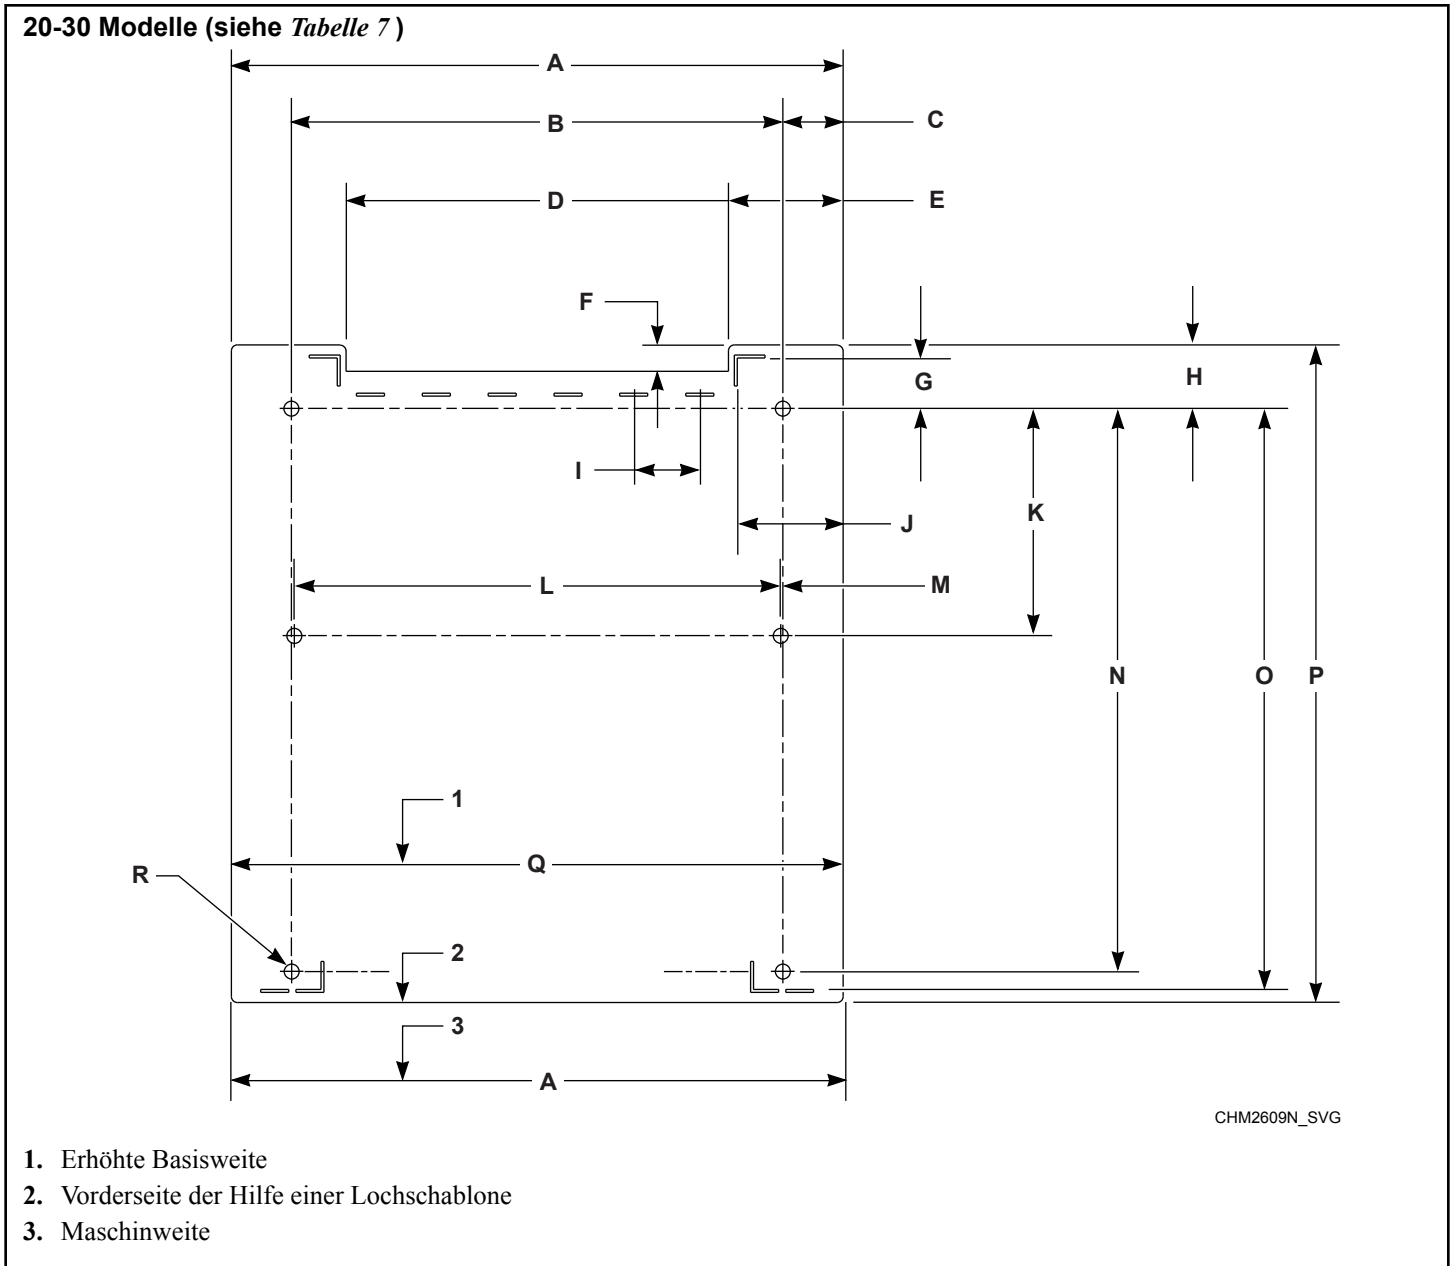 20-30 Modelle (siehe Tabelle 7 )
A
B
C
D
E
F
G
H
I
J
K
L
M
N
O
P
1
Q
R
2
3
A
CHM2609N_SVG
1. Erhöhte Basisweite
2. Vorderseite der Hilfe einer Lochschablone
3. Maschinweite